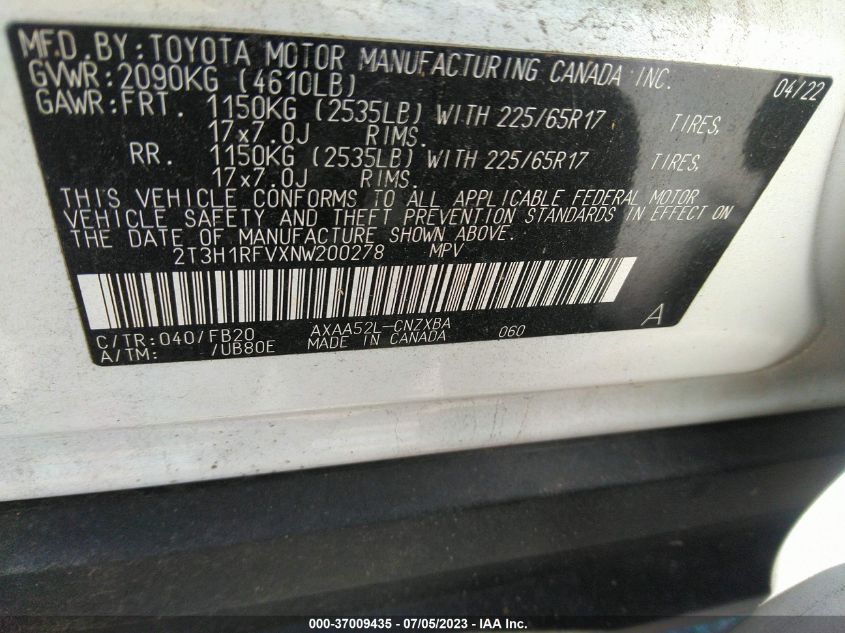 MFD. BY: TOYOTA MOTOR MANUFACTURING CANADA INC. 04/22
GVWR: 2090KG (4610LB)
GAWR: FRT. 1150KG (2535LB) WITH 225/65R17 TIRES,
17x7.0J RIMS.
RR. 1150KG (2535LB) WITH 225/65R17 TIRES,
17x7.0J RIMS.
THIS VEHICLE CONFORMS TO ALL APPLICABLE FEDERAL MOTOR
VEHICLE SAFETY AND THEFT PREVENTION STANDARDS IN EFFECT ON
THE DATE OF MANUFACTURE SHOWN ABOVE.
2T3H1RFVXNW200278 MPV
C/TR: 040/FB20 AXAA52L-CNZXBA 060 A
A/TM: /UB80E MADE IN CANADA
000-37009435 - 07/05/2023 - IAA Inc.